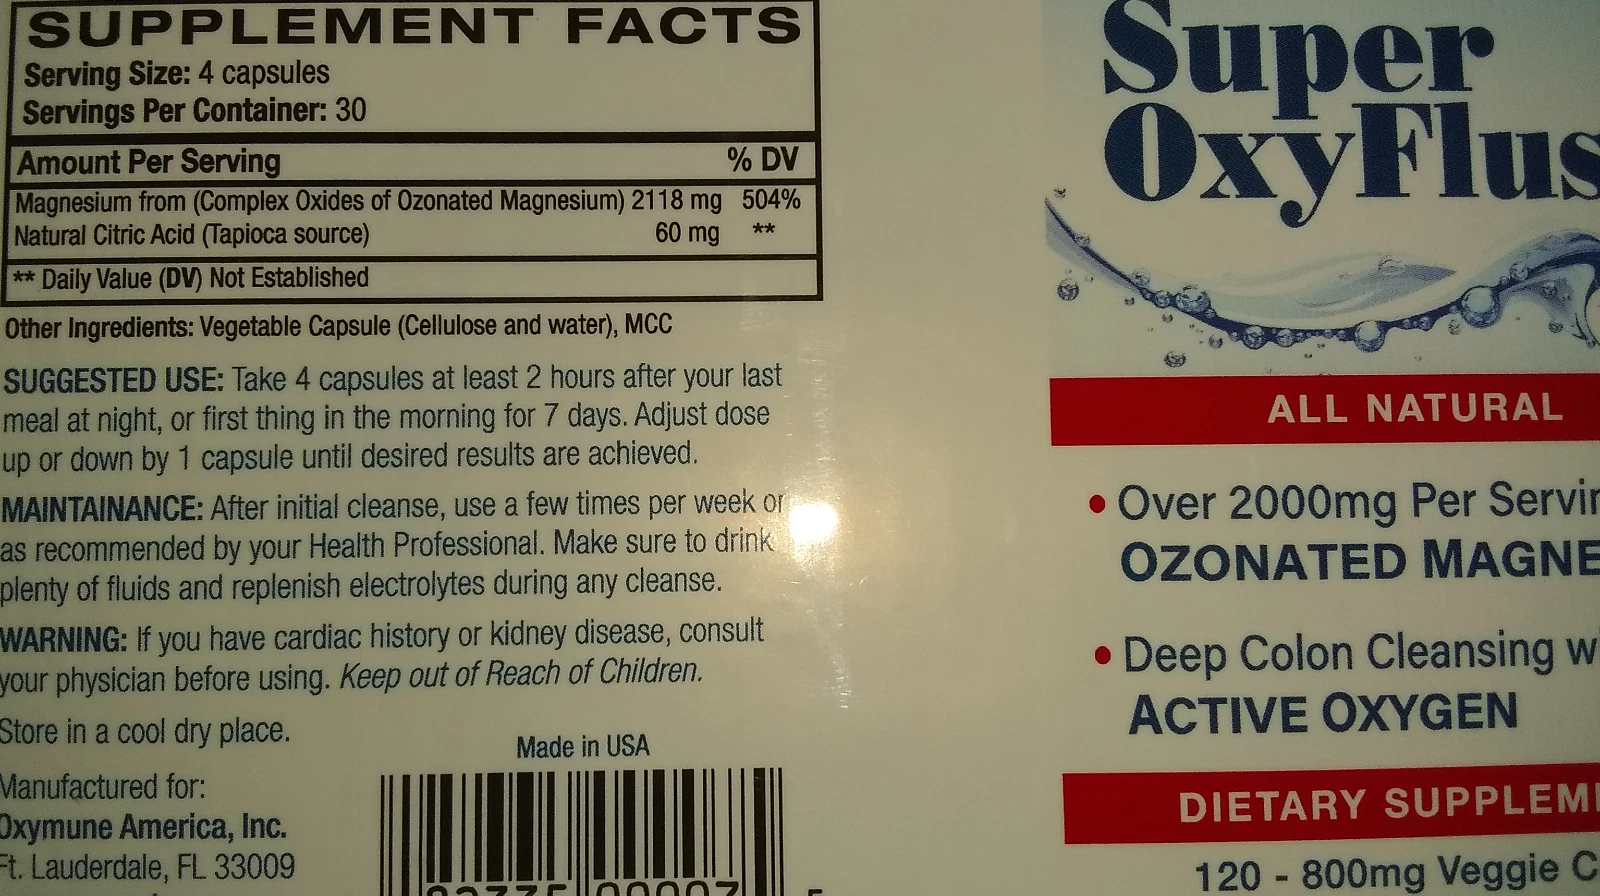 SUPPLEMENT FACTS
Serving Size: 4 capsules
Servings Per Container: 30
Amount Per Serving % DV
Magnesium from (Complex Oxides of Ozonated Magnesium) 2118 mg 504%
Natural Citric Acid (Tapioca source) 60 mg **
** Daily Value (DV) Not Established
Other Ingredients: Vegetable Capsule (Cellulose and water), MCC
SUGGESTED USE: Take 4 capsules at least 2 hours after your last
meal at night, or first thing in the morning for 7 days. Adjust dose
up or down by 1 capsule until desired results are achieved.
MAINTAINANCE: After initial cleanse, use a few times per week or
as recommended by your Health Professional. Make sure to drink
plenty of fluids and replenish electrolytes during any cleanse.
WARNING: If you have cardiac history or kidney disease, consult
your physician before using. Keep out of Reach of Children.
Store in a cool dry place.
Made in USA
Manufactured for:
Oxymune America, Inc.
Ft. Lauderdale, FL 33009
Super
OxyFlus
ALL NATURAL
• Over 2000mg Per Servin
OZONATED MAGNE
• Deep Colon Cleansing w
ACTIVE OXYGEN
DIETARY SUPPLEM
120 - 800mg Veggie C